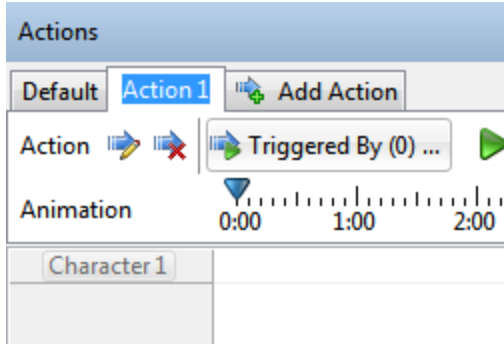 Actions
Default Action 1 Add Action
Action Triggered By (0) ...
Animation
0:00 1:00 2:00
Character 1